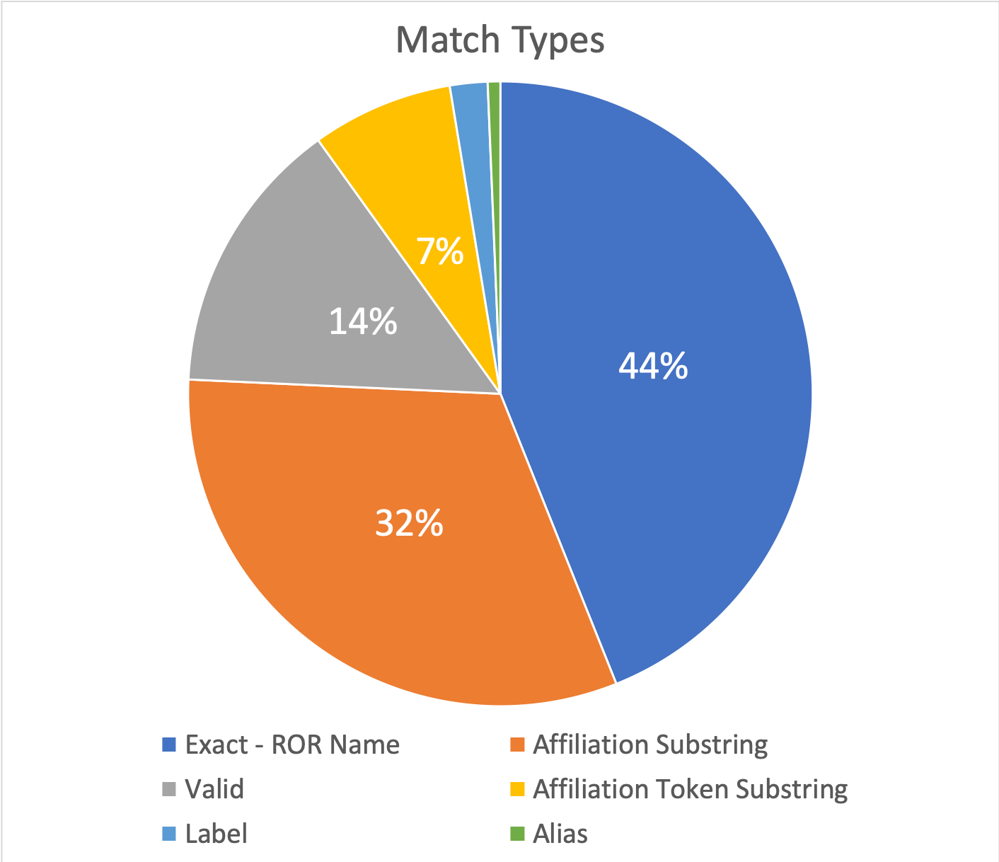 Match Types
7%
14%
44%
32%
Exact - ROR Name
Affiliation Substring
Valid
Affiliation Token Substring
Label
Alias